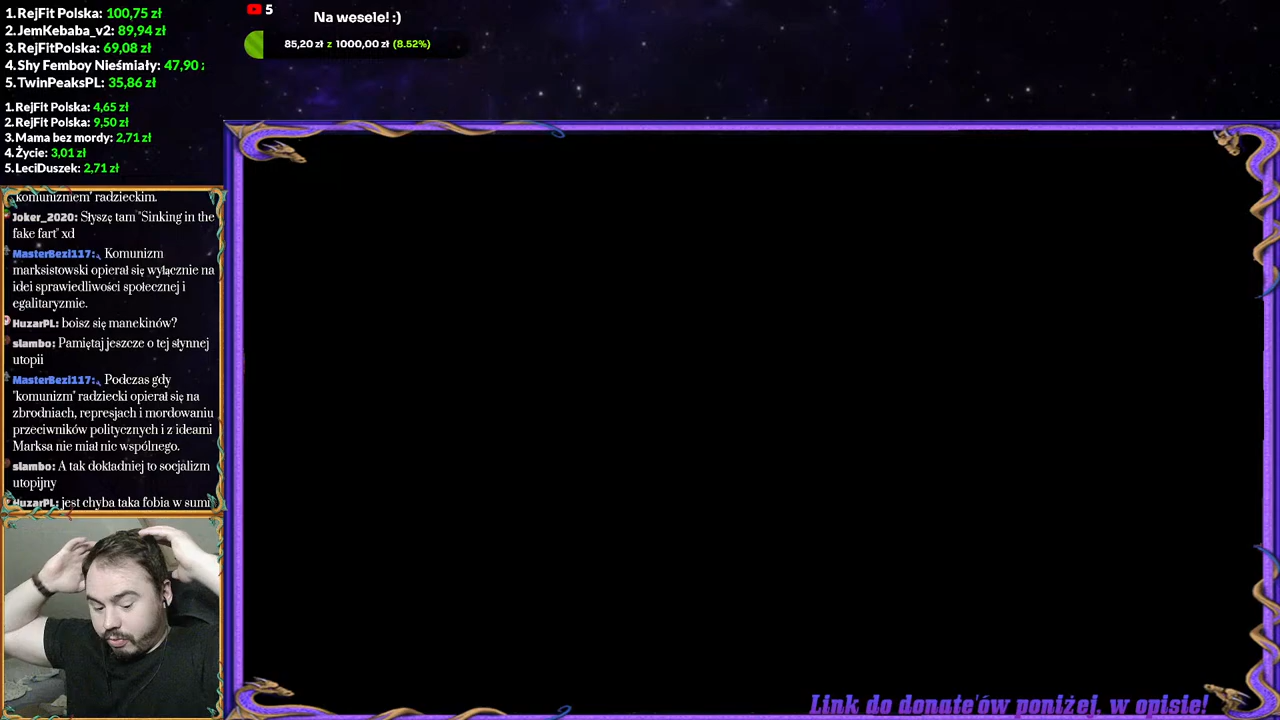 1.RejFit Polska: 100,75 zł
2.JemKebaba_v2: 89,94 zł
3.RejFitPolska: 69,08 zł
4.Shy Femboy Nieśmiały: 47,90
5.TwinPeaksPL: 35,86 zł
1.RejFit Polska: 4,65 zł
2.RejFit Polska: 9,50 zł
3.Mama bez mordy: 2,71 zł
4.Życie: 3,01 zł
5.LeciDuszek: 2,71 zł
5
Na wesele! :)
85,20 zł z 1000,00 zł (8.52%)
"komunizmem" radzieckim.
Joker_2020: Słyszę tam "Sinking in the
fake fart" xd
MasterBezi117: Komunizm
marksistowski opierał się wyłącznie na
idei sprawiedliwości społecznej i
egalitaryzmie.
HuzarPL: boisz się manekinów?
slambo: Pamiętaj jeszcze o tej słynnej
utopii
MasterBezi117: Podczas gdy
"komunizm" radziecki opierał się na
zbrodniach, represjach i mordowaniu
przeciwników politycznych i z ideami
Marksa nie miał nic wspólnego.
slambo: A tak dokładniej to socjalizm
utopijny
HuzarPL: jest chyba taka fobia w sumi
Link do donate'ów poniżej, w opisie!